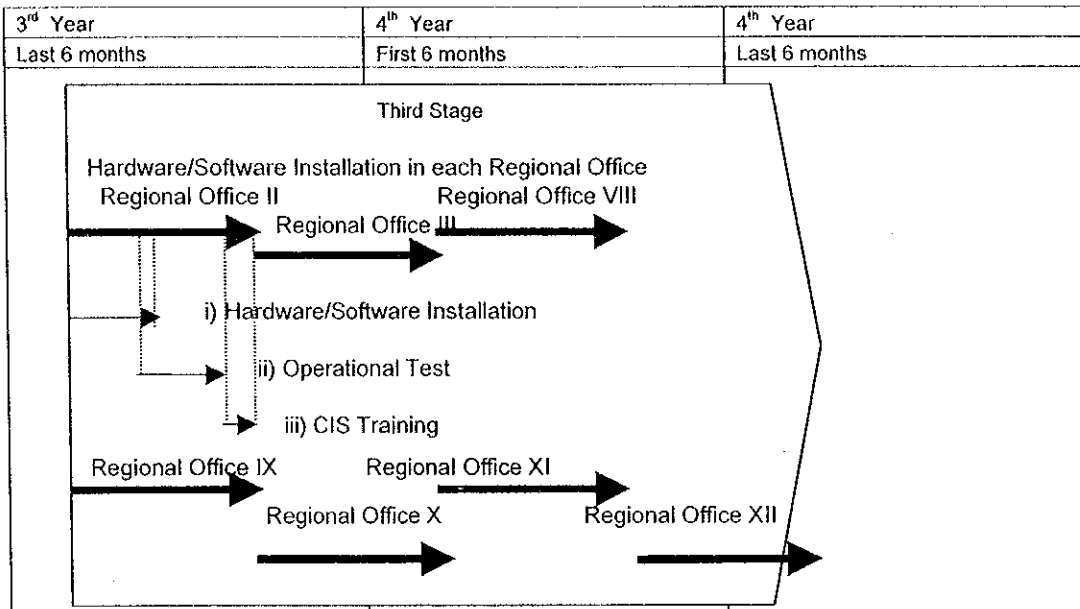 3rd Year
4th Year
4th Year
Last 6 months
First 6 months
Last 6 months
Third Stage
Hardware/Software Installation in each Regional Office
Regional Office II
Regional Office VIII
Regional Office III
i) Hardware/Software Installation
ii) Operational Test
iii) CIS Training
Regional Office IX
Regional Office XI
Regional Office X
Regional Office XII